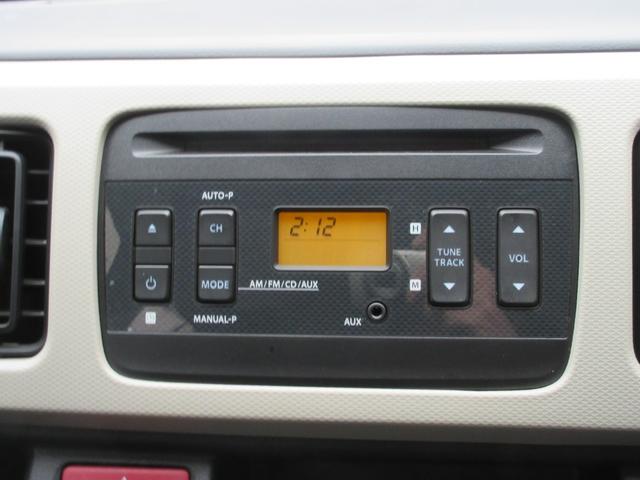 AUTO-P
CH
2:12
H
TUNE
TRACK
VOL
MODE
AM/FM/CD/AUX
M
MANUAL-P
AUX